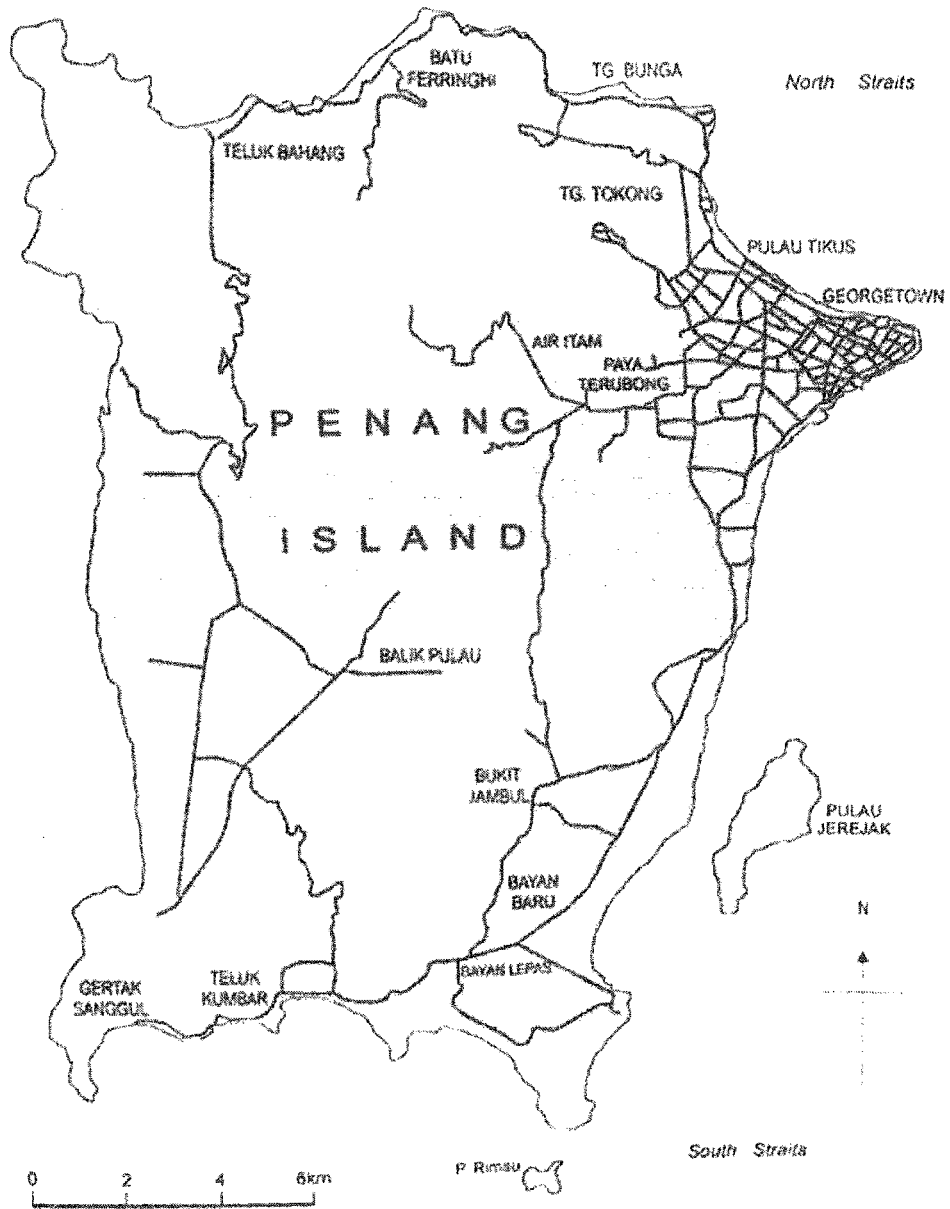 BATU
FERRINGHI
TG. BUNGA
North Straits
TELUK BAHANG
TG. TOKONG
PULAU TIKUS
GEORGETOWN
AIR ITAM
PAYA
TERUBONG
PENANG
ISLAND
BALIK PULAU
BUKIT
JAMBUL
PULAU
JEREJAK
BAYAN
BARU
N
BAYAN LEPAS
GERTAK
SANGGUL
TELUK
KUMBAR
South Straits
P. Rimau
0 2 4 6km